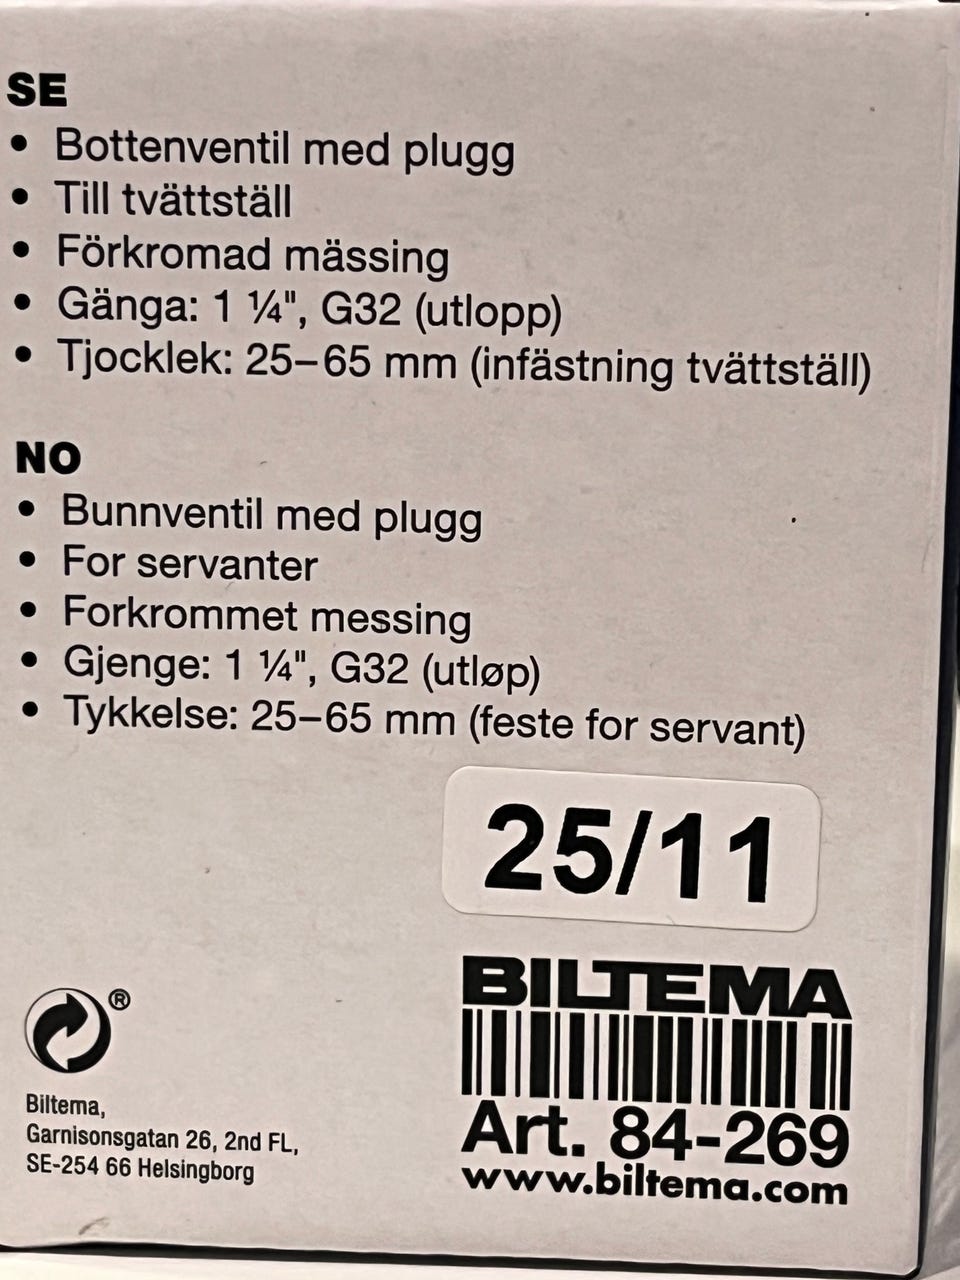 SE
• Bottenventil med plugg
• Till tvättställ
• Förkromad mässing
• Gänga: 1 ¼", G32 (utlopp)
• Tjocklek: 25–65 mm (infästning tvättställ)
NO
• Bunnventil med plugg
• For servanter
• Forkrommet messing
• Gjenge: 1 ¼", G32 (utløp)
• Tykkelse: 25–65 mm (feste for servant)
25/11
®
Biltema,
Garnisonsgatan 26, 2nd FL,
SE-254 66 Helsingborg
BILTEMA
Art. 84-269
www.biltema.com